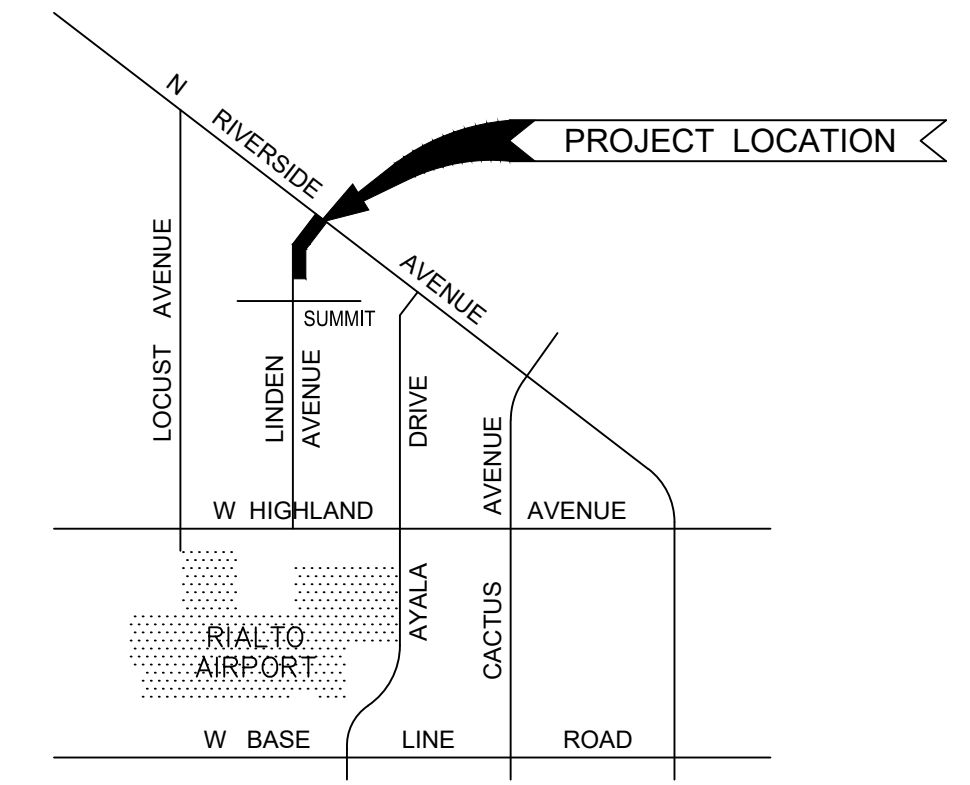 N RIVERSIDE AVENUE
PROJECT LOCATION
LOCUST AVENUE
SUMMIT
LINDEN
AVENUE
AYALA DRIVE
CACTUS AVENUE
W HIGHLAND AVENUE
RIALTO
AIRPORT
W BASE LINE ROAD